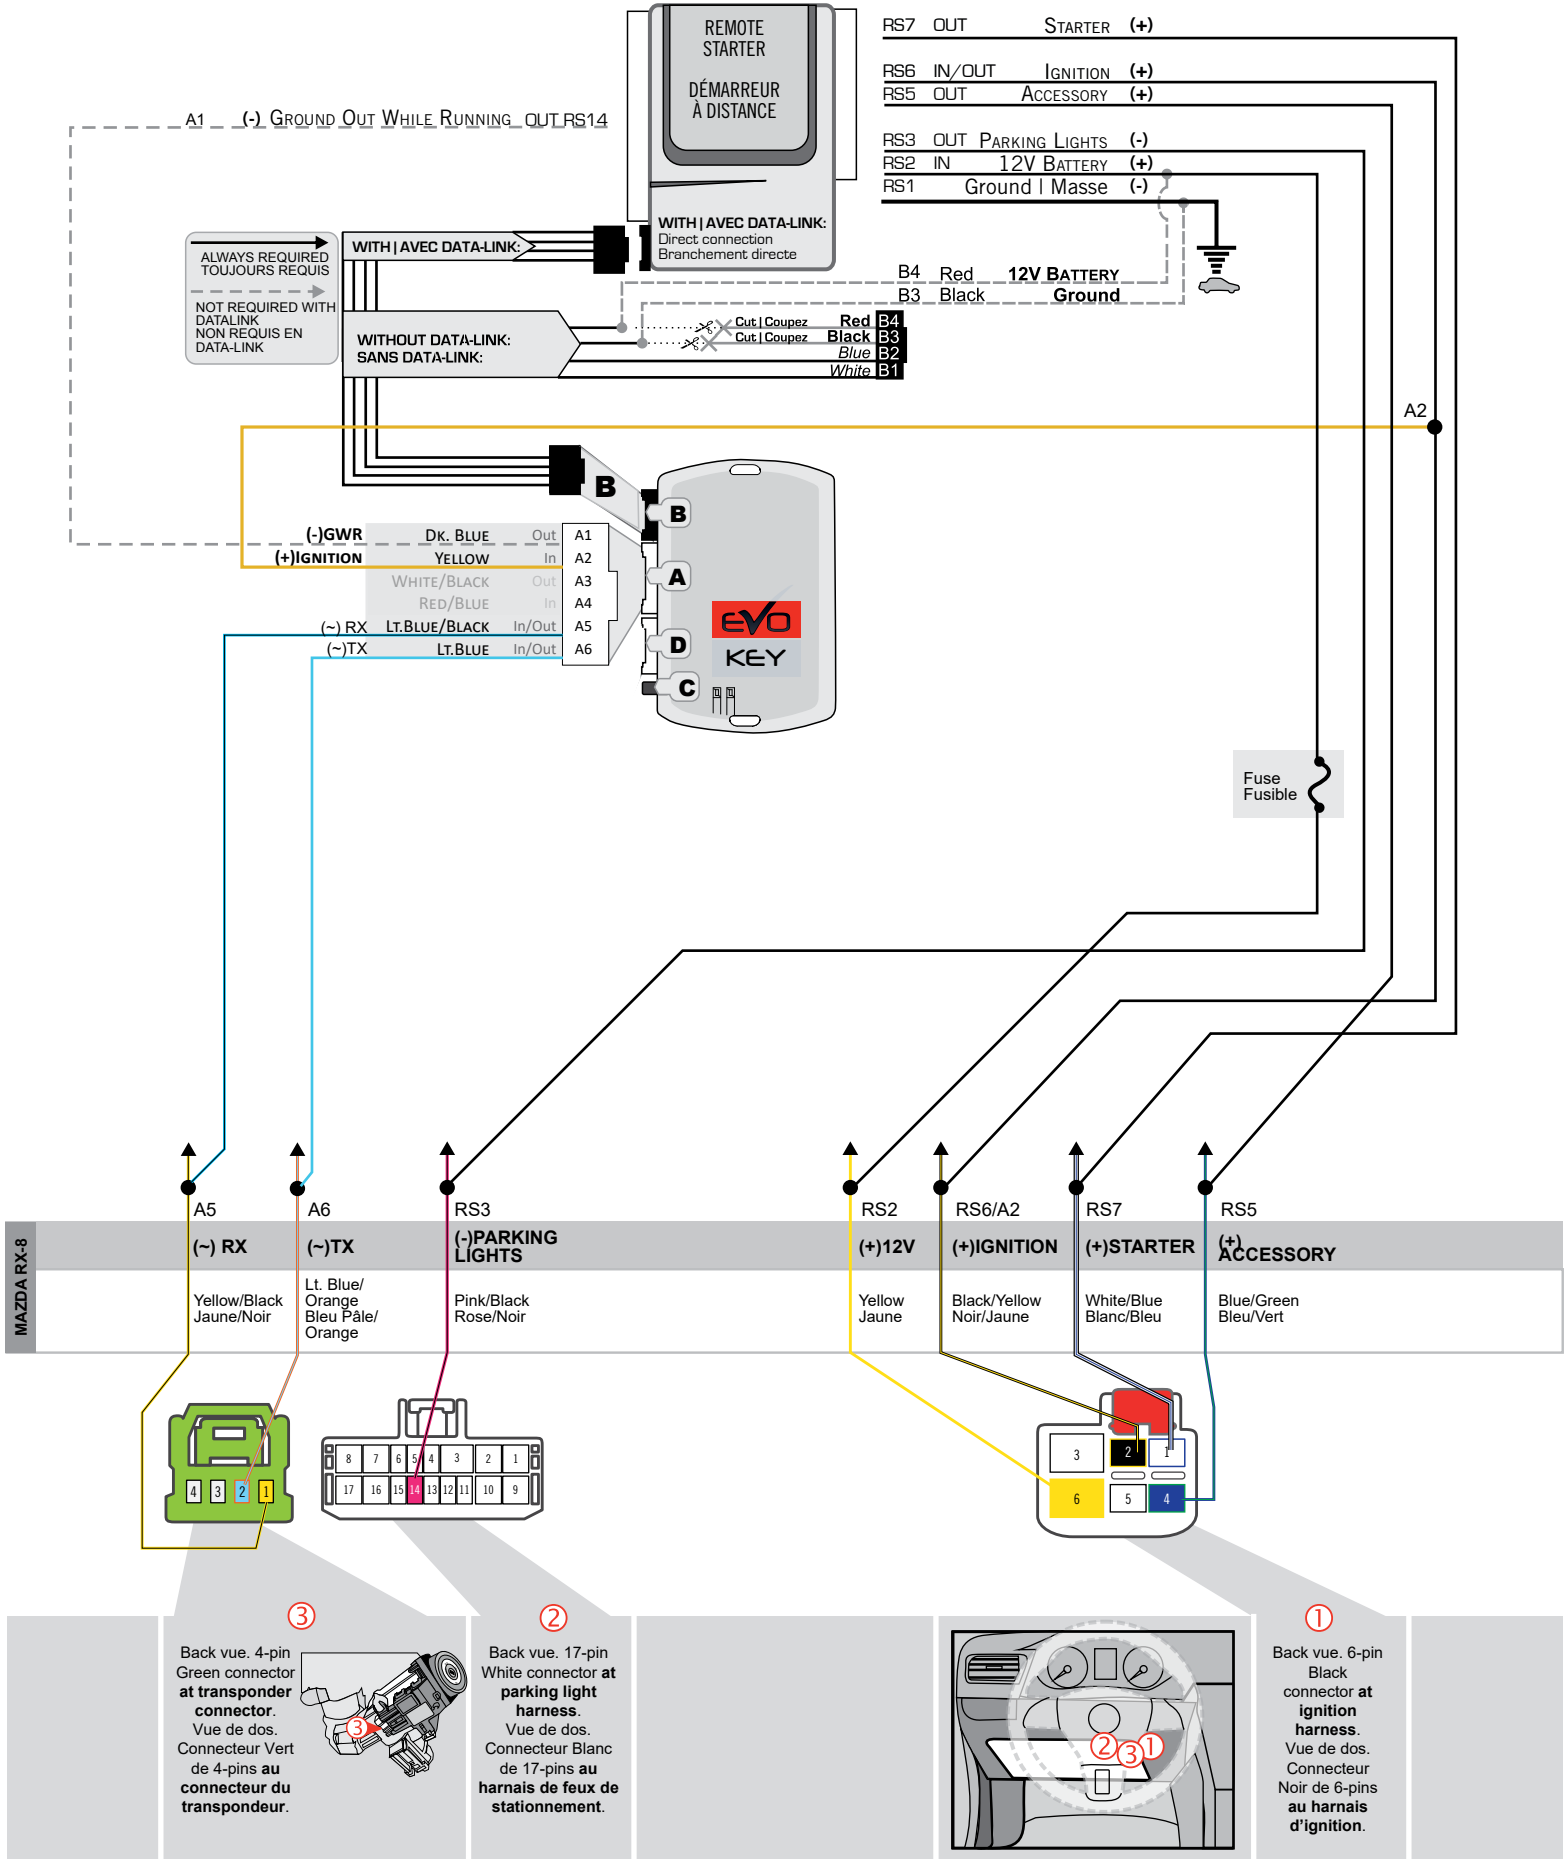 REMOTE
STARTER
DÉMARREUR
À DISTANCE
RS7 OUT STARTER (+)
RS6 IN/OUT IGNITION (+)
RS5 OUT ACCESSORY (+)
A1 (-) GROUND OUT WHILE RUNNING OUT RS14
RS3 OUT PARKING LIGHTS (-)
RS2 IN 12V BATTERY (+)
RS1 Ground | Masse (-)
WITH | AVEC DATA-LINK:
Direct connection
Branchement directe
ALWAYS REQUIRED
TOUJOURS REQUIS
NOT REQUIRED WITH
DATALINK
NON REQUIS EN
DATA-LINK
WITH | AVEC DATA-LINK:
B4 Red 12V BATTERY
B3 Black Ground
WITHOUT DATA-LINK:
SANS DATA-LINK:
Cut | Coupez Red B4
Cut | Coupez Black B3
Blue B2
White B1
A2
B
B
A
D
C
EVO
KEY
(-)GWR DK. BLUE Out A1
(+)IGNITION YELLOW In A2
WHITE/BLACK Out A3
RED/BLUE In A4
(~) RX LT.BLUE/BLACK In/Out A5
(~)TX LT.BLUE In/Out A6
Fuse
Fusible
MAZDA RX-8
A5
(~) RX
Yellow/Black
Jaune/Noir
A6
(~)TX
Lt. Blue/
Orange
Bleu Pâle/
Orange
RS3
(-)PARKING
LIGHTS
Pink/Black
Rose/Noir
RS2
(+)12V
Yellow
Jaune
RS6/A2
(+)IGNITION
Black/Yellow
Noir/Jaune
RS7
(+)STARTER
White/Blue
Blanc/Bleu
RS5
(+)
ACCESSORY
Blue/Green
Bleu/Vert
4 3 2 1
8 7 6 5 4 3 2 1
17 16 15 14 13 12 11 10 9
3 2 1
6 5 4
3
Back vue. 4-pin
Green connector
at transponder
connector.
Vue de dos.
Connecteur Vert
de 4-pins au
connecteur du
transpondeur.
3
2
Back vue. 17-pin
White connector at
parking light
harness.
Vue de dos.
Connecteur Blanc
de 17-pins au
harnais de feux de
stationnement.
2 3 1
1
Back vue. 6-pin
Black
connector at
ignition
harness.
Vue de dos.
Connecteur
Noir de 6-pins
au harnais
d'ignition.